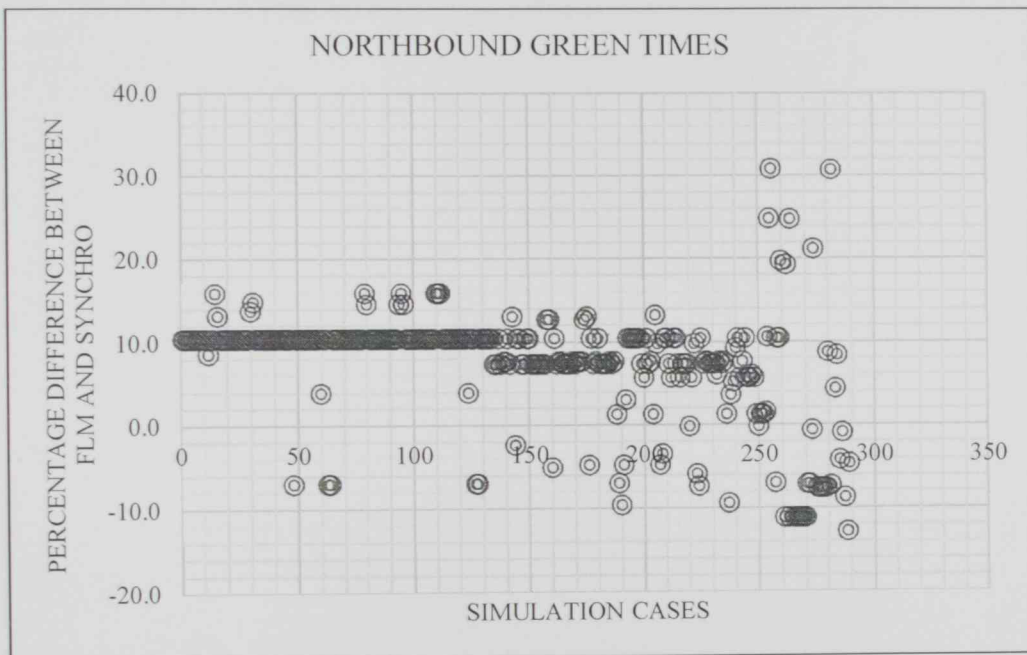 NORTHBOUND GREEN TIMES
PERCENTAGE DIFFERENCE BETWEEN
FLM AND SYNCHRO
40.0
30.0
20.0
10.0
0.0
-10.0
-20.0
0 50 100 150 200 250 300 350
SIMULATION CASES